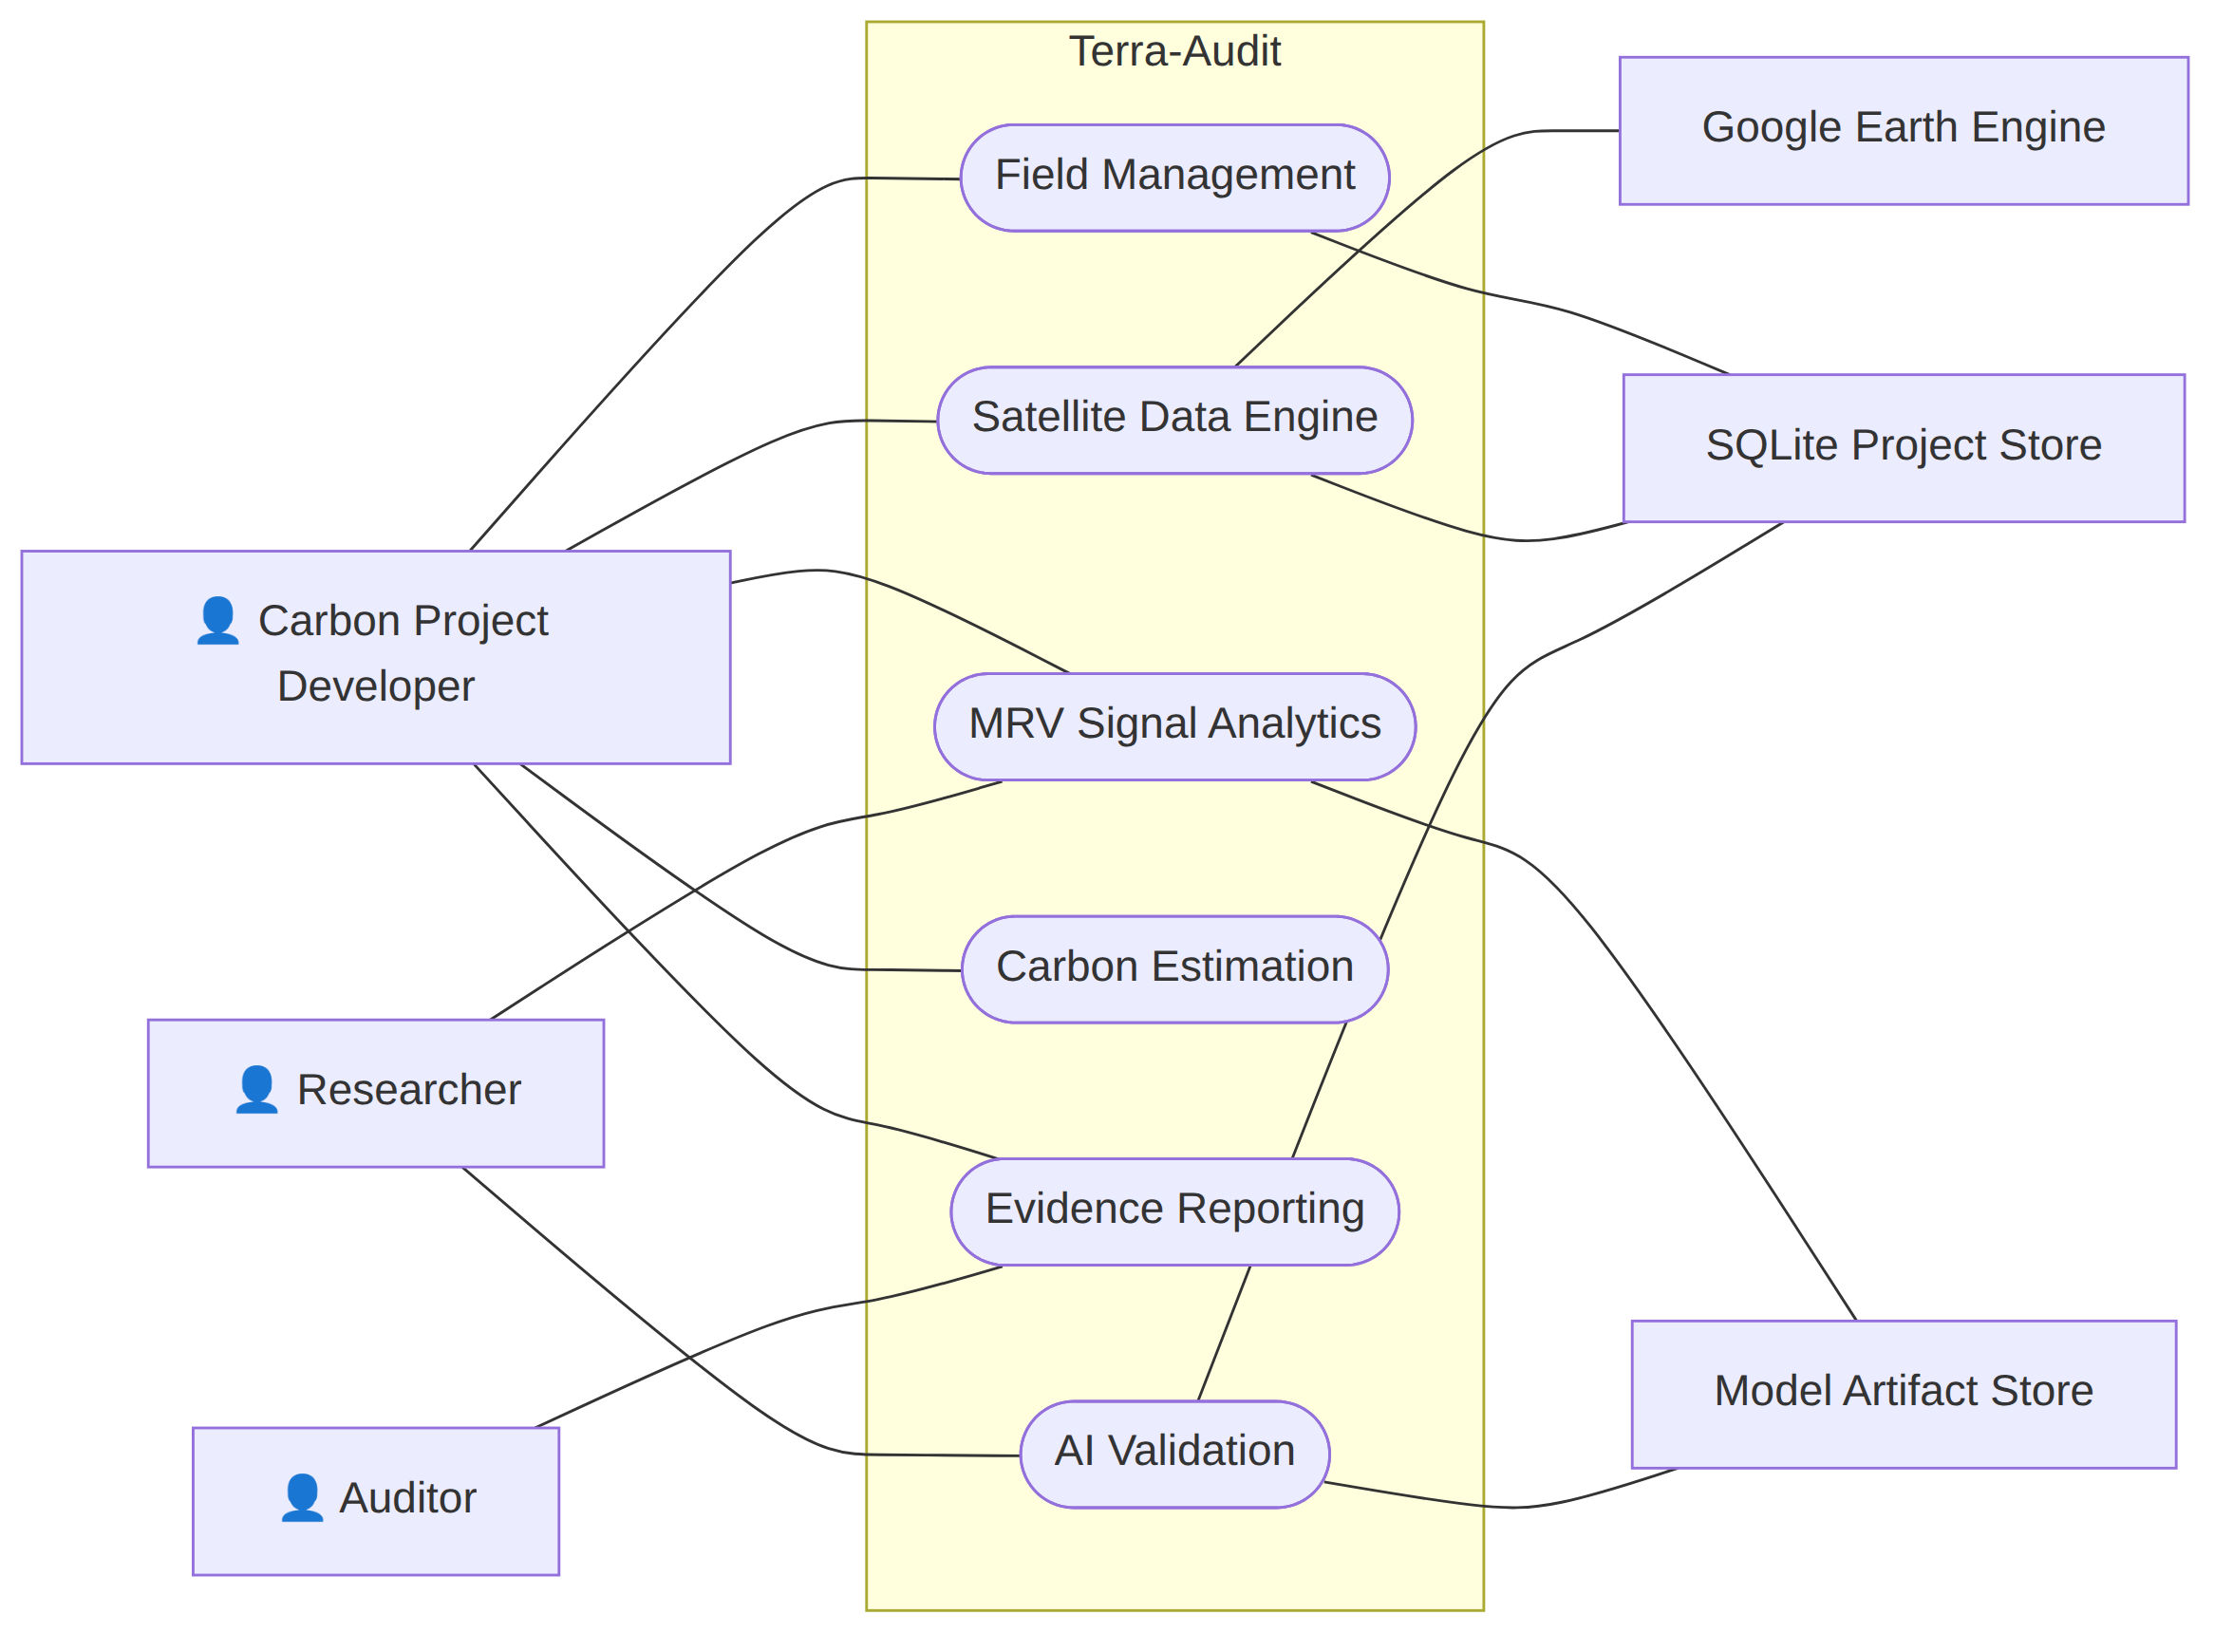 Terra-Audit
Field Management
Satellite Data Engine
MRV Signal Analytics
Carbon Estimation
Evidence Reporting
AI Validation
Carbon Project
Developer
Researcher
Auditor
Google Earth Engine
SQLite Project Store
Model Artifact Store